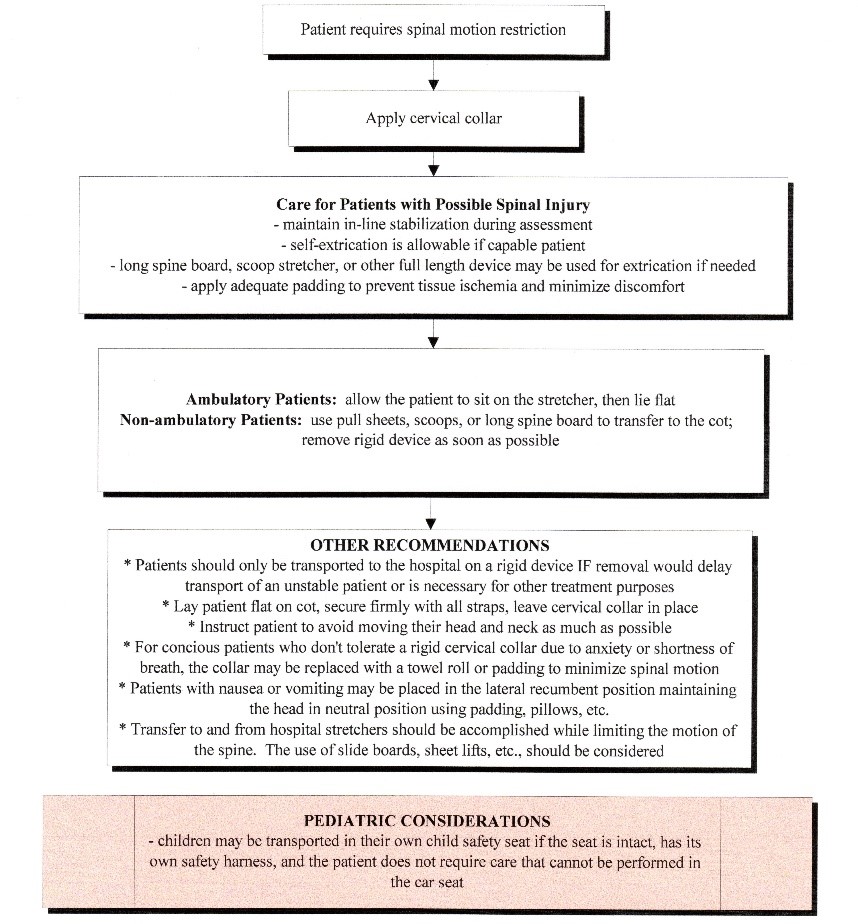 Patient requires spinal motion restriction
Apply cervical collar
Care for Patients with Possible Spinal Injury
- maintain in-line stabilization during assessment
- self-extrication is allowable if capable patient
- long spine board, scoop stretcher, or other full length device may be used for extrication if needed
- apply adequate padding to prevent tissue ischemia and minimize discomfort
Ambulatory Patients: allow the patient to sit on the stretcher, then lie flat
Non-ambulatory Patients: use pull sheets, scoops, or long spine board to transfer to the cot;
remove rigid device as soon as possible
OTHER RECOMMENDATIONS
* Patients should only be transported to the hospital on a rigid device IF removal would delay
transport of an unstable patient or is necessary for other treatment purposes
* Lay patient flat on cot, secure firmly with all straps, leave cervical collar in place
* Instruct patient to avoid moving their head and neck as much as possible
* For concious patients who don't tolerate a rigid cervical collar due to anxiety or shortness of
breath, the collar may be replaced with a towel roll or padding to minimize spinal motion
* Patients with nausea or vomiting may be placed in the lateral recumbent position maintaining
the head in neutral position using padding, pillows, etc.
* Transfer to and from hospital stretchers should be accomplished while limiting the motion of
the spine. The use of slide boards, sheet lifts, etc., should be considered
PEDIATRIC CONSIDERATIONS
- children may be transported in their own child safety seat if the seat is intact, has its
own safety harness, and the patient does not require care that cannot be performed in
the car seat